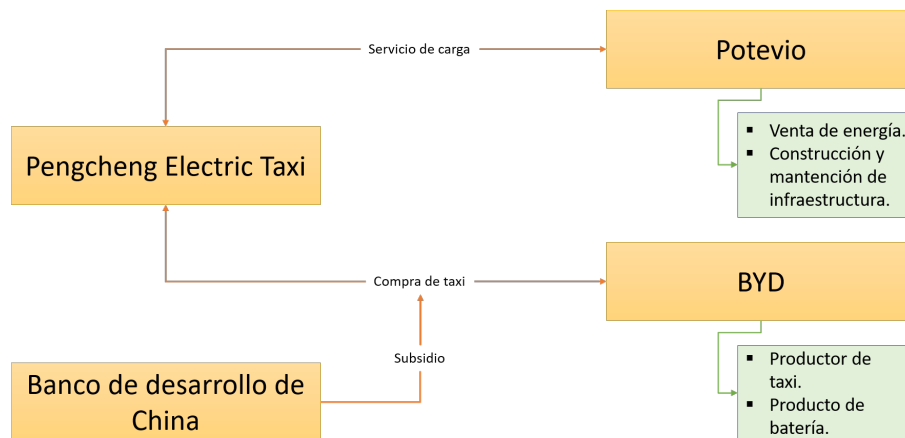 Servicio de carga
Potevio
▪ Venta de energía.
▪ Construcción y
mantención de
infraestructura.
Pengcheng Electric Taxi
Compra de taxi
BYD
Subsidio
▪ Productor de
taxi.
▪ Producto de
batería.
Banco de desarrollo de
China